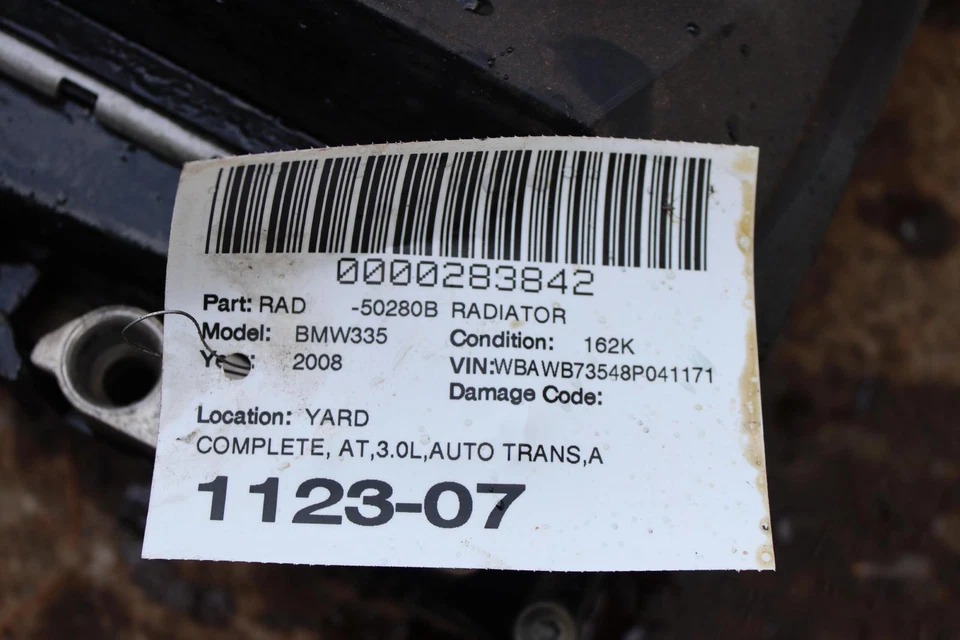 0000283842
Part: RAD -50280B RADIATOR
Model: BMW335 Condition: 162K
2008 VIN:WBAWB73548P041171
Damage Code:
Location: YARD
COMPLETE, AT,3.0L,AUTO TRANS,A
1123-07